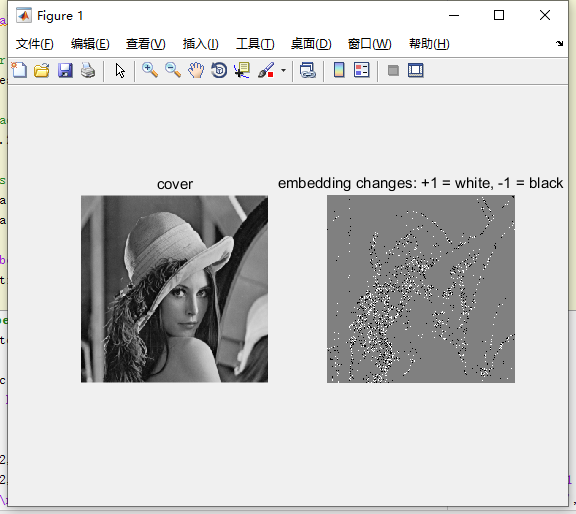 Figure 1
文件(F) 编辑(E) 查看(V) 插入(I) 工具(T) 桌面(D) 窗口(W) 帮助(H)
cover
embedding changes: +1 = white, -1 = black